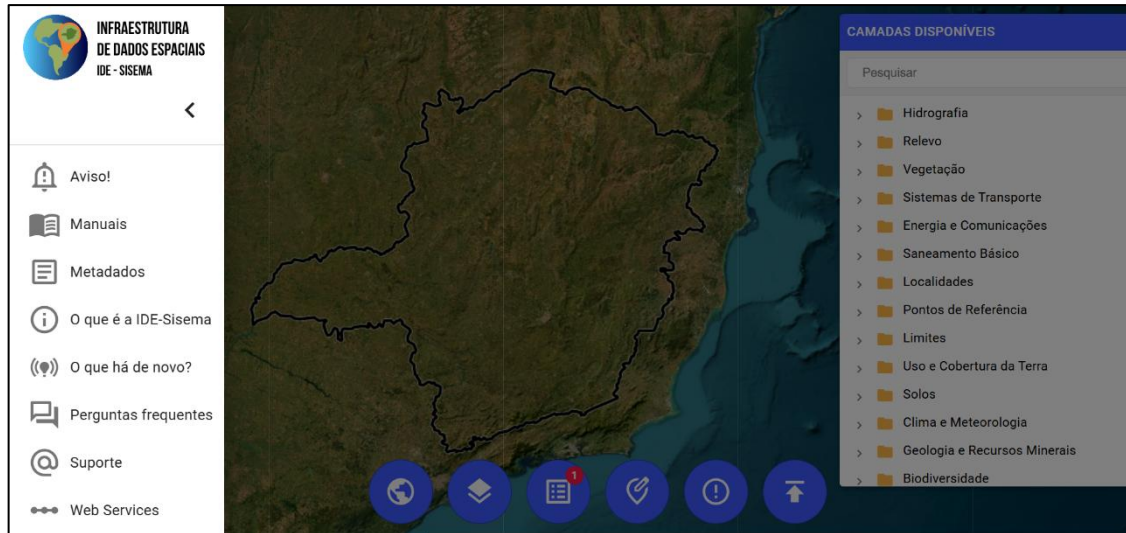 INFRAESTRUTURA
DE DADOS ESPACIAIS
IDE - SISEMA
Aviso!
Manuais
Metadados
O que é a IDE-Sisema
O que há de novo?
Perguntas frequentes
Suporte
Web Services
1
CAMADAS DISPONÍVEIS
Pesquisar
Hidrografia
Relevo
Vegetação
Sistemas de Transporte
Energia e Comunicações
Saneamento Básico
Localidades
Pontos de Referência
Limites
Uso e Cobertura da Terra
Solos
Clima e Meteorologia
Geologia e Recursos Minerais
Biodiversidade